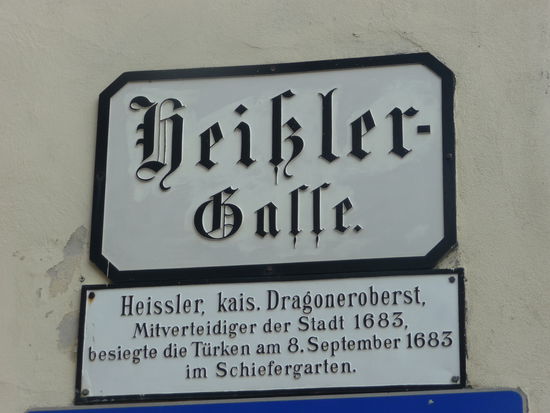 Heißler-
Gasse.
Heissler, kais. Dragoneroberst,
Mitverteidiger der Stadt 1683,
besiegte die Türken am 8. September 1683
im Schiefergarten.